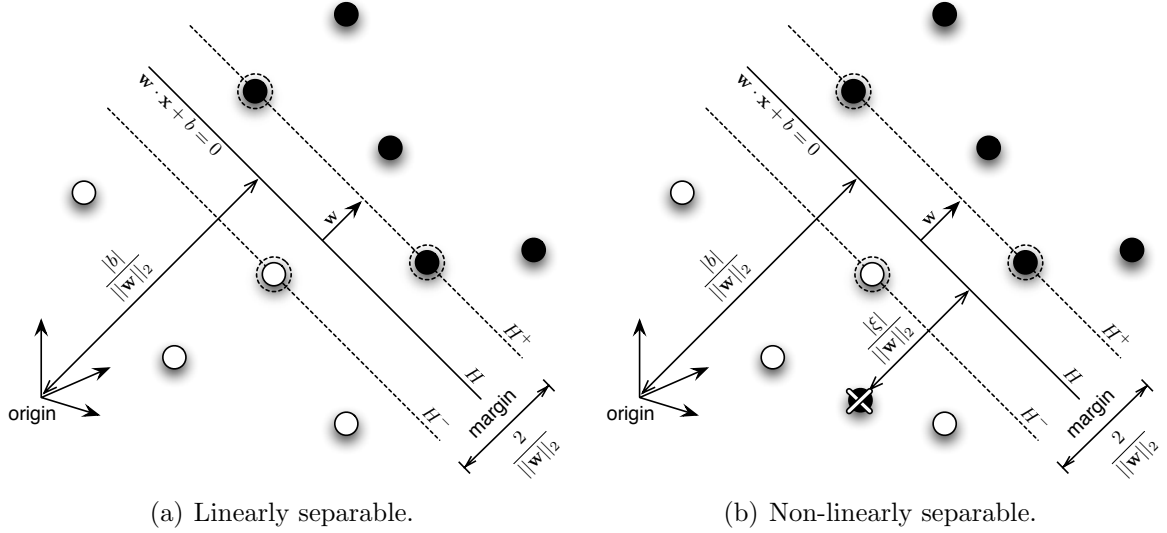 w · x + b = 0
w
|b|
||w||₂
origin
H⁺
H
H⁻
margin
2
||w||₂
(a) Linearly separable.
w · x + b = 0
w
|b|
||w||₂
|ξ|
||w||₂
origin
H⁺
H
H⁻
margin
2
||w||₂
(b) Non-linearly separable.